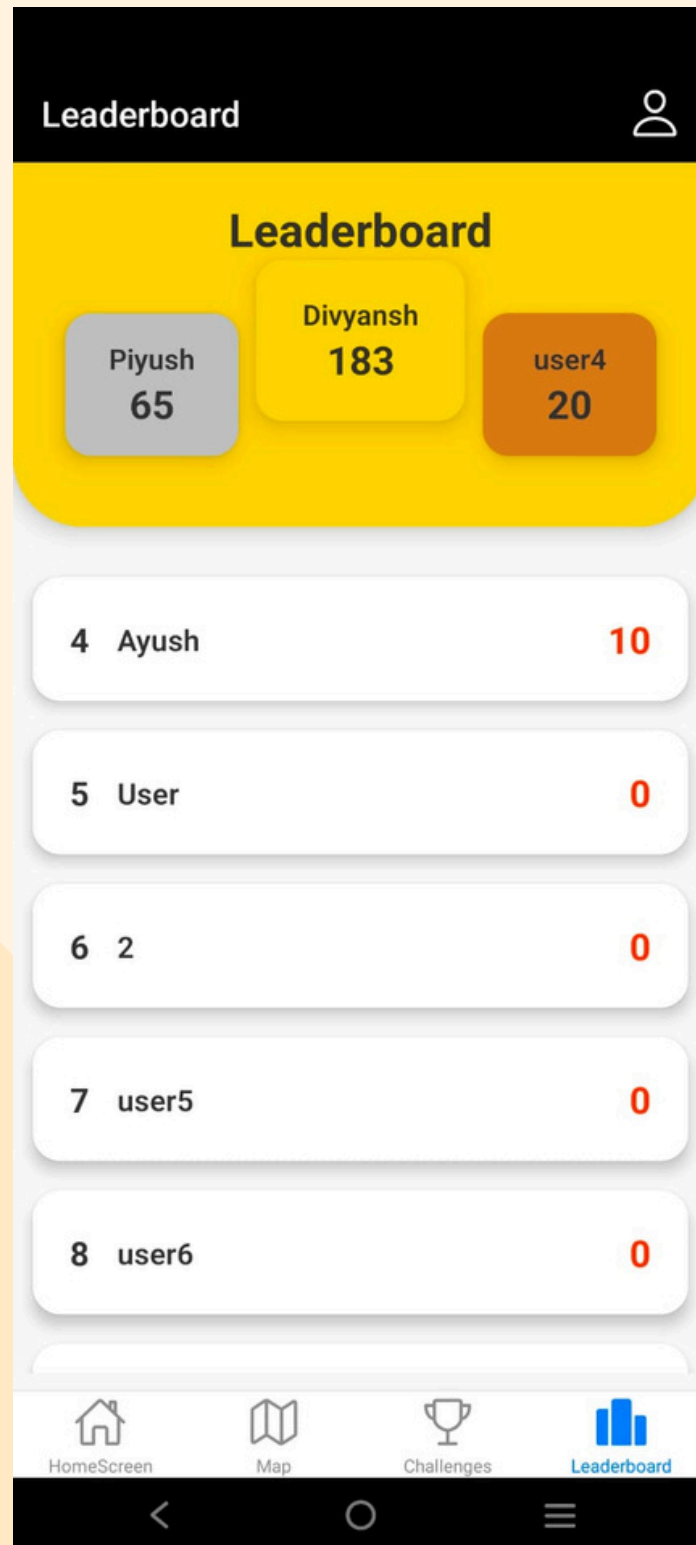 Leaderboard
Leaderboard
Divyansh
183
Piyush
65
user4
20
4 Ayush 10
5 User 0
6 2 0
7 user5 0
8 user6 0
HomeScreen Map Challenges Leaderboard